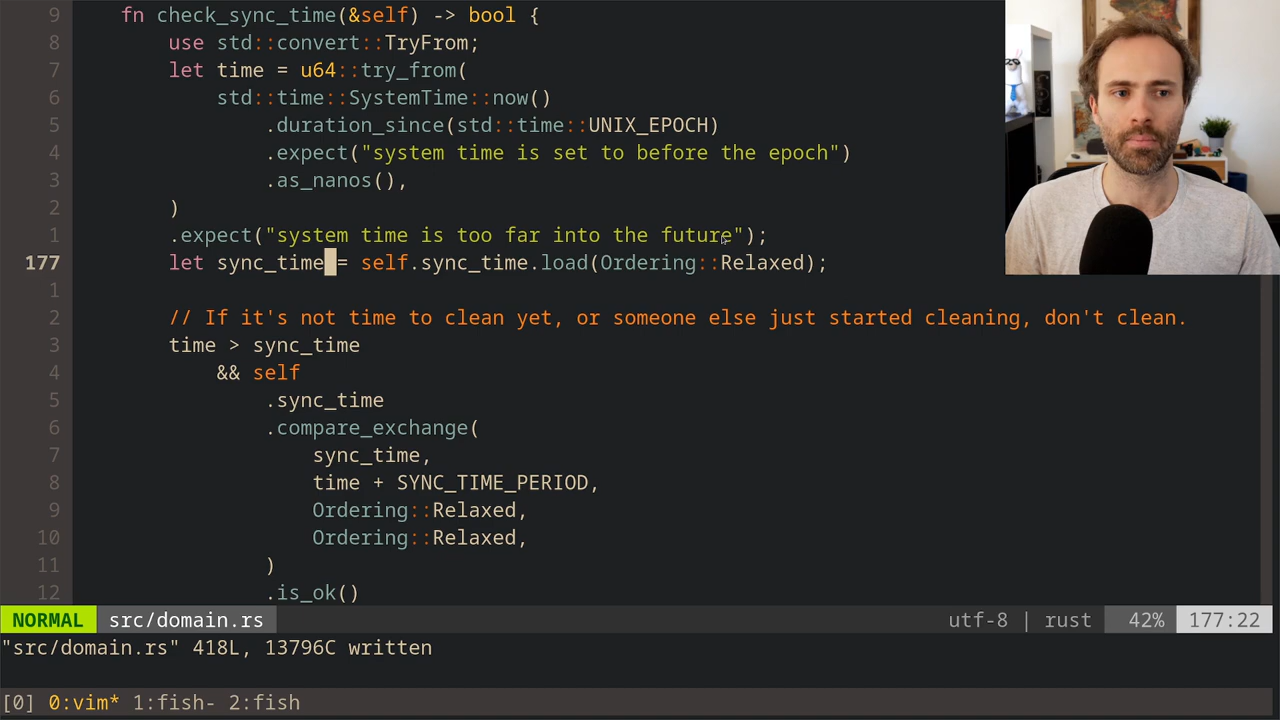 9 fn check_sync_time(&self) -> bool {
8 use std::convert::TryFrom;
7 let time = u64::try_from(
6 std::time::SystemTime::now()
5 .duration_since(std::time::UNIX_EPOCH)
4 .expect("system time is set to before the epoch")
3 .as_nanos(),
2 )
1 .expect("system time is too far into the future");
177 let sync_time = self.sync_time.load(Ordering::Relaxed);
1
2 // If it's not time to clean yet, or someone else just started cleaning, don't clean.
3 time > sync_time
4 && self
5 .sync_time
6 .compare_exchange(
7 sync_time,
8 time + SYNC_TIME_PERIOD,
9 Ordering::Relaxed,
10 Ordering::Relaxed,
11 )
12 .is_ok()
NORMAL src/domain.rs utf-8 | rust 42% 177:22
"src/domain.rs" 418L, 13796C written
[0] 0:vim* 1:fish- 2:fish